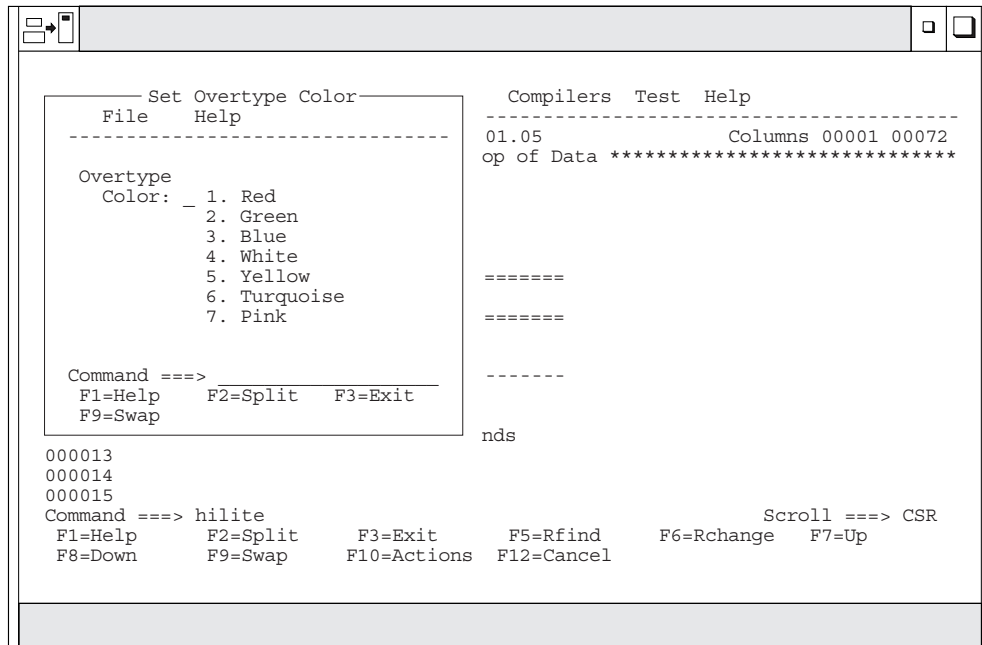 Set Overtype Color Compilers Test Help
File Help -----------------------------------------
--------------------------------- 01.05 Columns 00001 00072
op of Data ******************************
Overtype
Color: _ 1. Red
2. Green
3. Blue
4. White
5. Yellow =======
6. Turquoise
7. Pink =======
Command ===> ___________________ -------
F1=Help F2=Split F3=Exit
F9=Swap
nds
000013
000014
000015
Command ===> hilite Scroll ===> CSR
F1=Help F2=Split F3=Exit F5=Rfind F6=Rchange F7=Up
F8=Down F9=Swap F10=Actions F12=Cancel